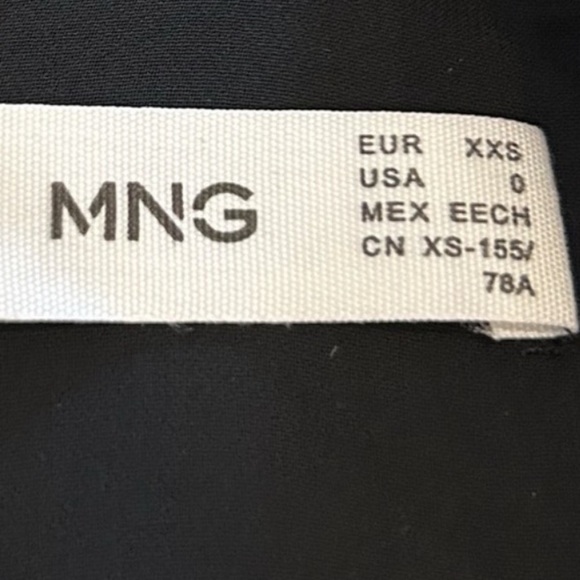 MNG
EUR XXS
USA 0
MEX EECH
CN XS-155/
78A